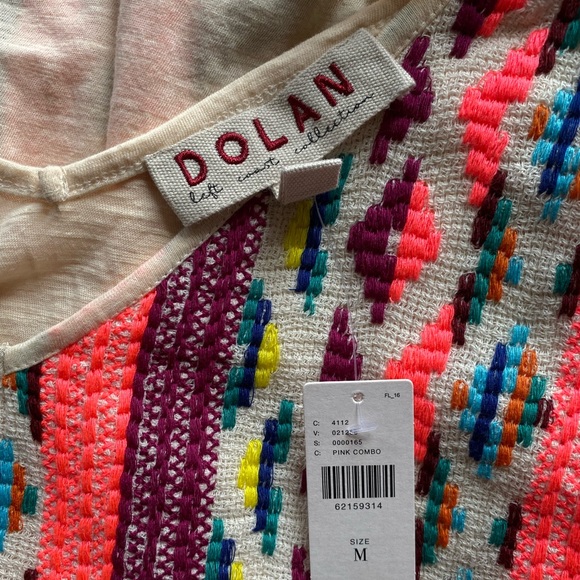 DOLAN
left coast collection
FL_16
C: 4112
V:
S: 0000165
C: PINK COMBO
62159314
SIZE
M